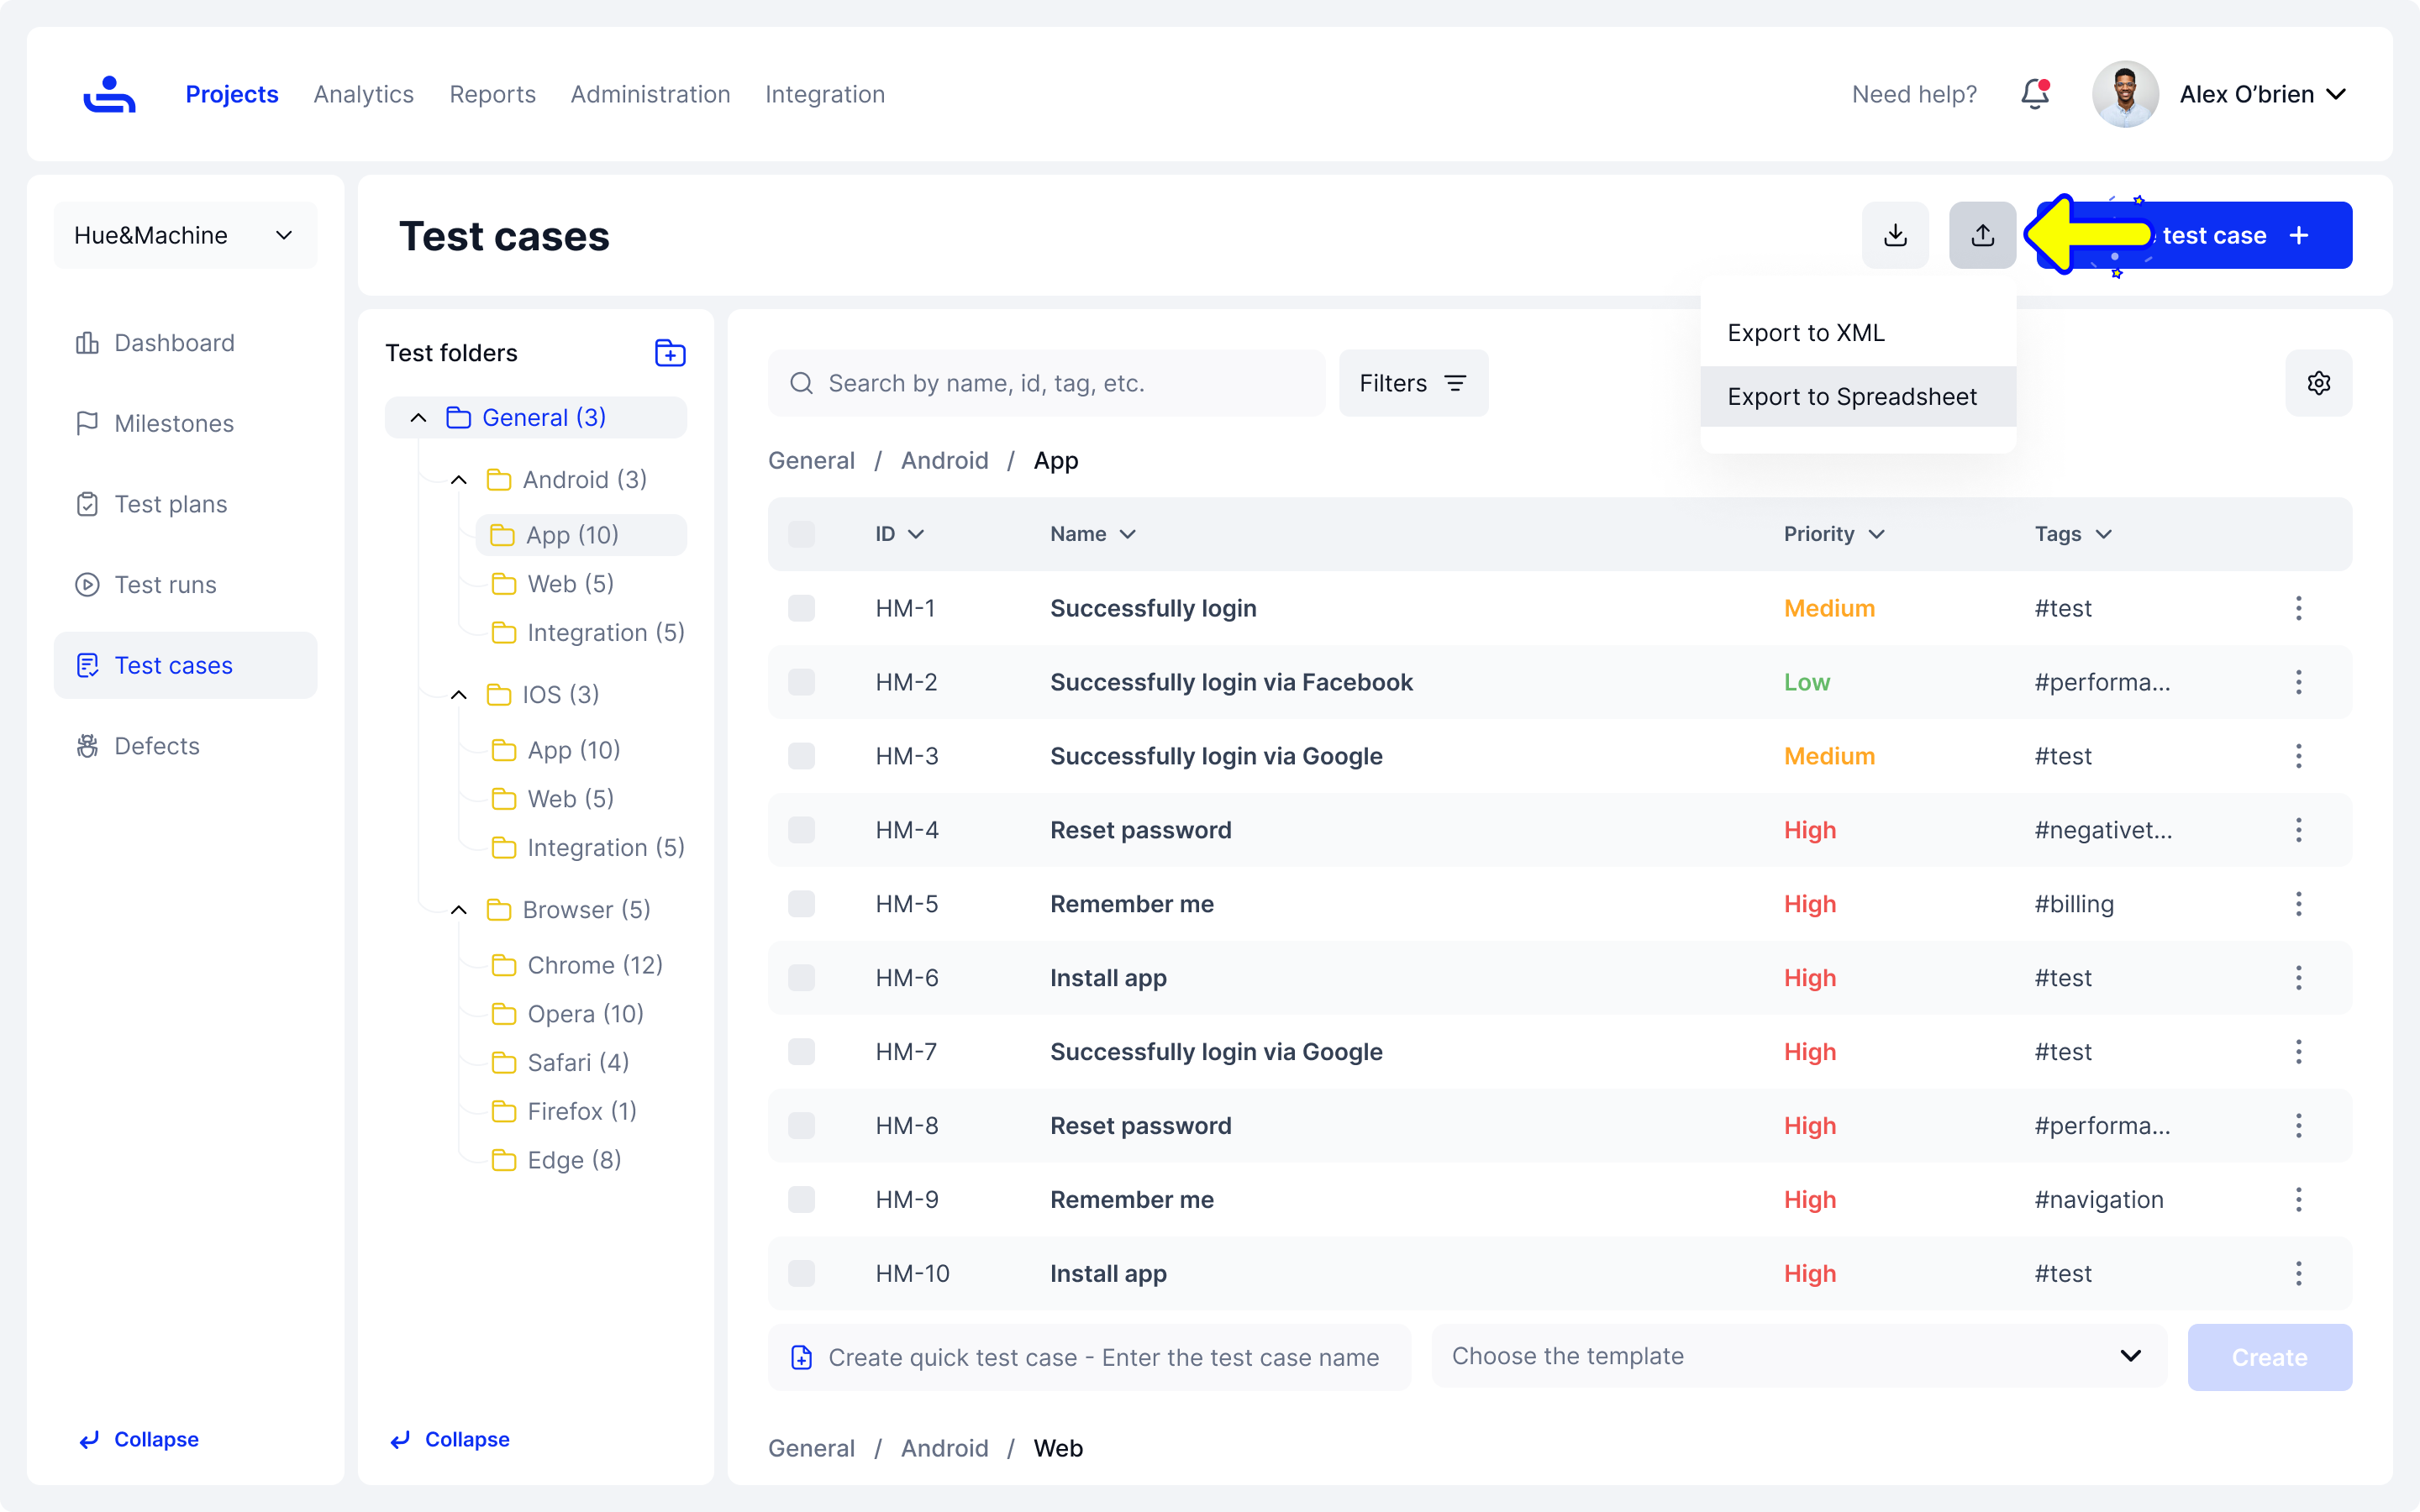 Projects Analytics Reports Administration Integration Need help? Alex O’brien
Hue&Machine
Dashboard
Milestones
Test plans
Test runs
Test cases
Defects
Collapse
Test cases
test case
Export to XML
Export to Spreadsheet
Test folders
General (3)
Android (3)
App (10)
Web (5)
Integration (5)
IOS (3)
App (10)
Web (5)
Integration (5)
Browser (5)
Chrome (12)
Opera (10)
Safari (4)
Firefox (1)
Edge (8)
Collapse
Search by name, id, tag, etc. Filters
General / Android / App
ID Name Priority Tags
HM-1 Successfully login Medium #test
HM-2 Successfully login via Facebook Low #performa...
HM-3 Successfully login via Google Medium #test
HM-4 Reset password High #negativet...
HM-5 Remember me High #billing
HM-6 Install app High #test
HM-7 Successfully login via Google High #test
HM-8 Reset password High #performa...
HM-9 Remember me High #navigation
HM-10 Install app High #test
Create quick test case - Enter the test case name Choose the template Create
General / Android / Web